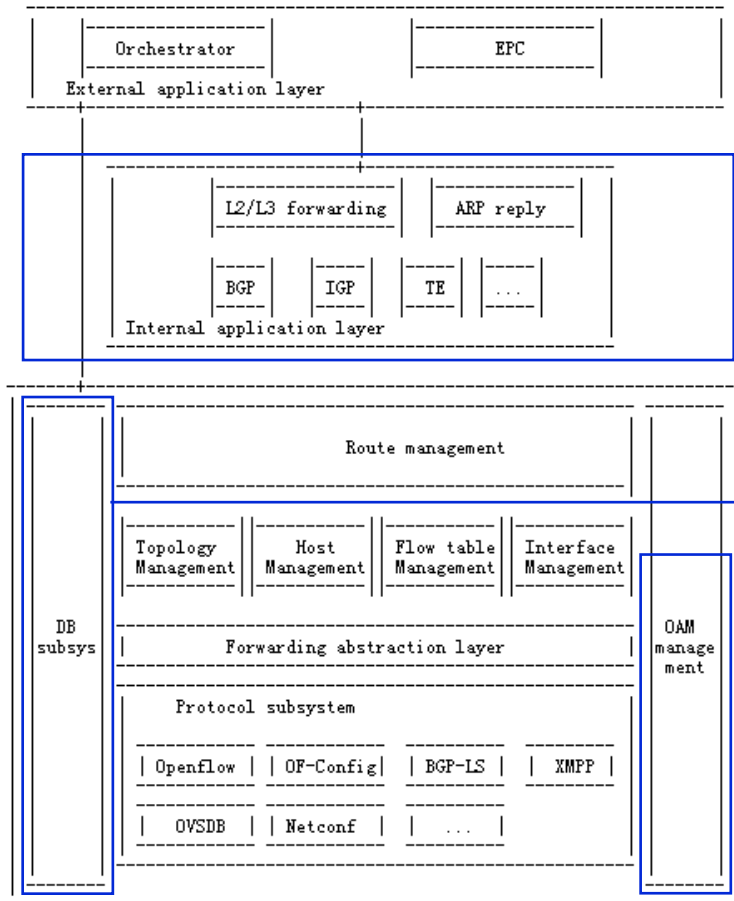 Orchestrator EPC
External application layer
L2/L3 forwarding ARP reply
BGP IGP TE ...
Internal application layer
Route management
Topology Host Flow table Interface
Management Management Management Management
DB OAM
subsys Forwarding abstraction layer manage
ment
Protocol subsystem
Openflow OF-Config BGP-LS XMPP
OVSDB Netconf ...